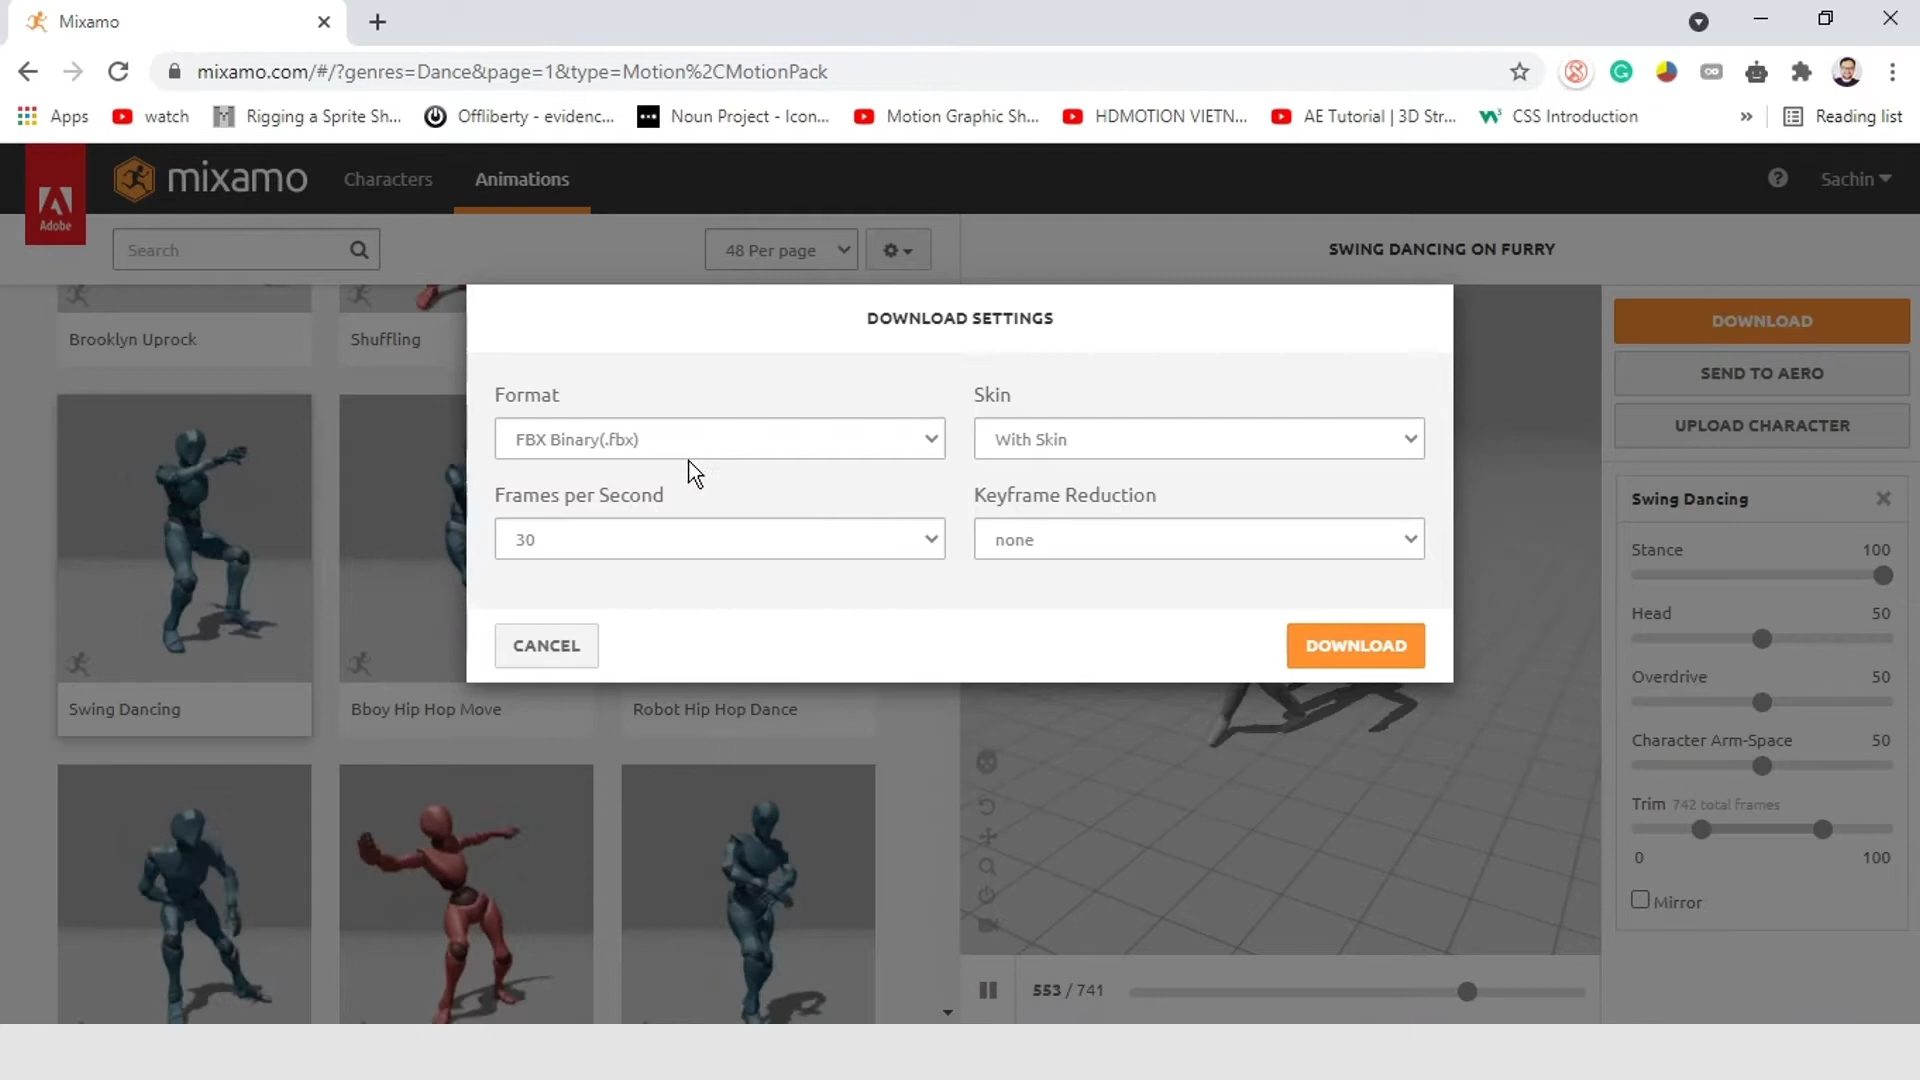 Mixamo
mixamo.com/#/?genres=Dance&page=1&type=Motion%2CMotionPack
Apps
watch
Rigging a Sprite Sh...
Offliberty - evidenc...
Noun Project - Icon...
Motion Graphic Sh...
HDMOTION VIETN...
AE Tutorial | 3D Str...
CSS Introduction
»
Reading list
Adobe
mixamo
Characters
Animations
Sachin
Search
48 Per page
SWING DANCING ON FURRY
Brooklyn Uprock
Shuffling
Swing Dancing
Bboy Hip Hop Move
Robot Hip Hop Dance
DOWNLOAD SETTINGS
Format
FBX Binary(.fbx)
Skin
With Skin
Frames per Second
30
Keyframe Reduction
none
CANCEL
DOWNLOAD
DOWNLOAD
SEND TO AERO
UPLOAD CHARACTER
Swing Dancing
Stance 100
Head 50
Overdrive 50
Character Arm-Space 50
Trim 742 total frames
0 100
Mirror
553 / 741